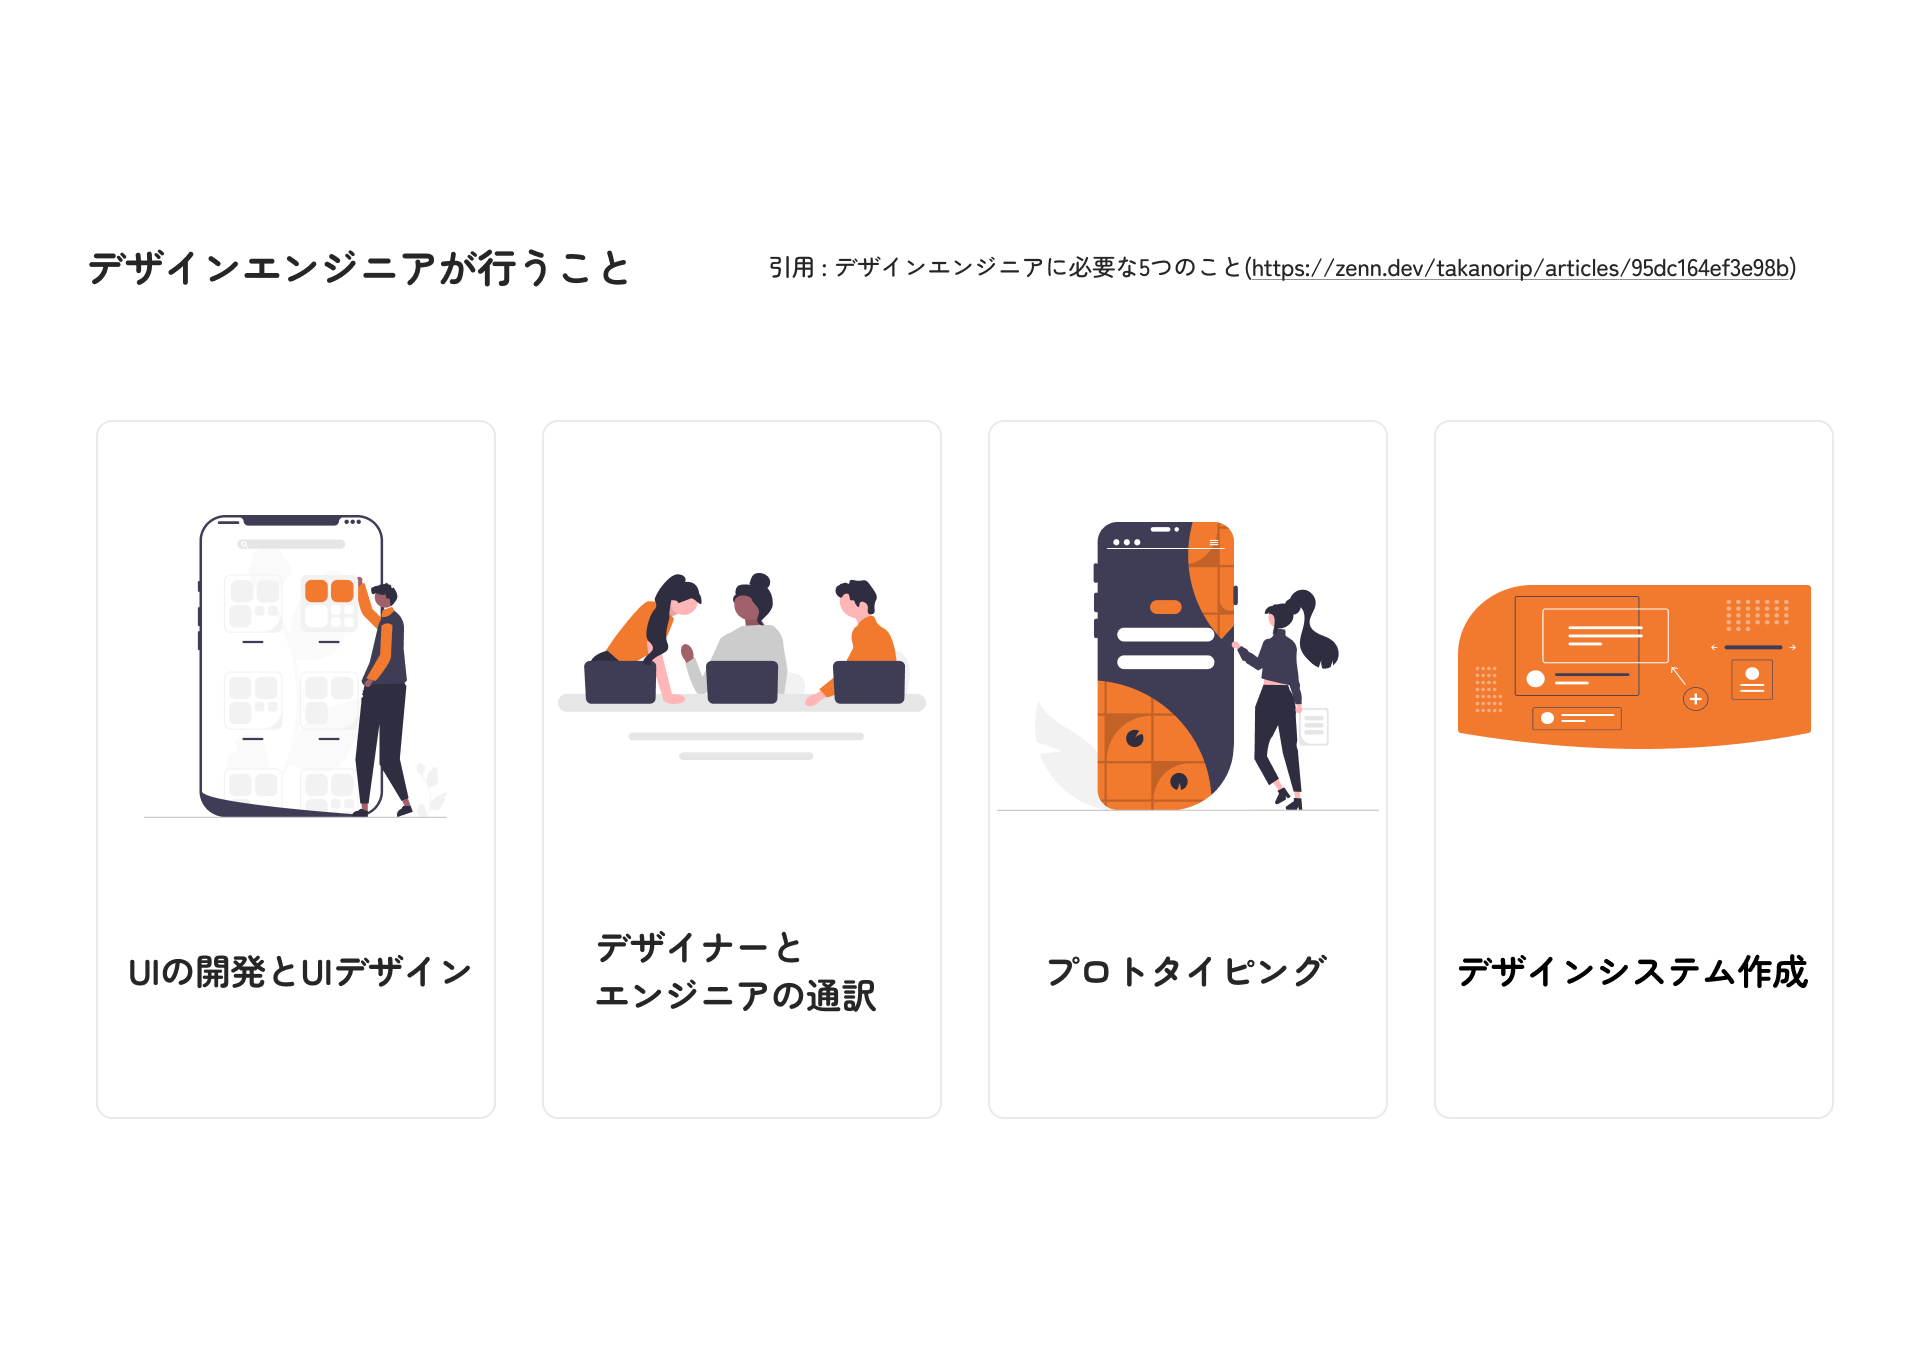 デザインエンジニアが行うこと
引用 : デザインエンジニアに必要な5つのこと(https://zenn.dev/takanorip/articles/95dc164ef3e98b)
UIの開発とUIデザイン
デザイナーと
エンジニアの通訳
プロトタイピング
デザインシステム作成